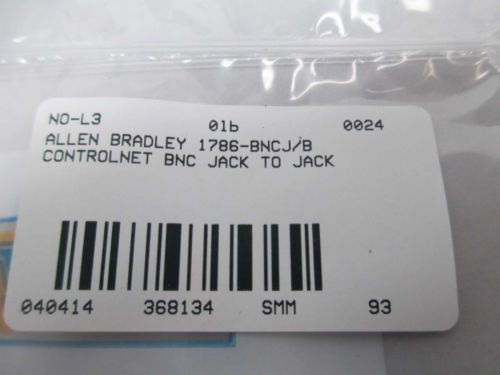 NO-L3 01b 0024
ALLEN BRADLEY 1786-BNCJ/B
CONTROLNET BNC JACK TO JACK
040414 368134 SMM 93